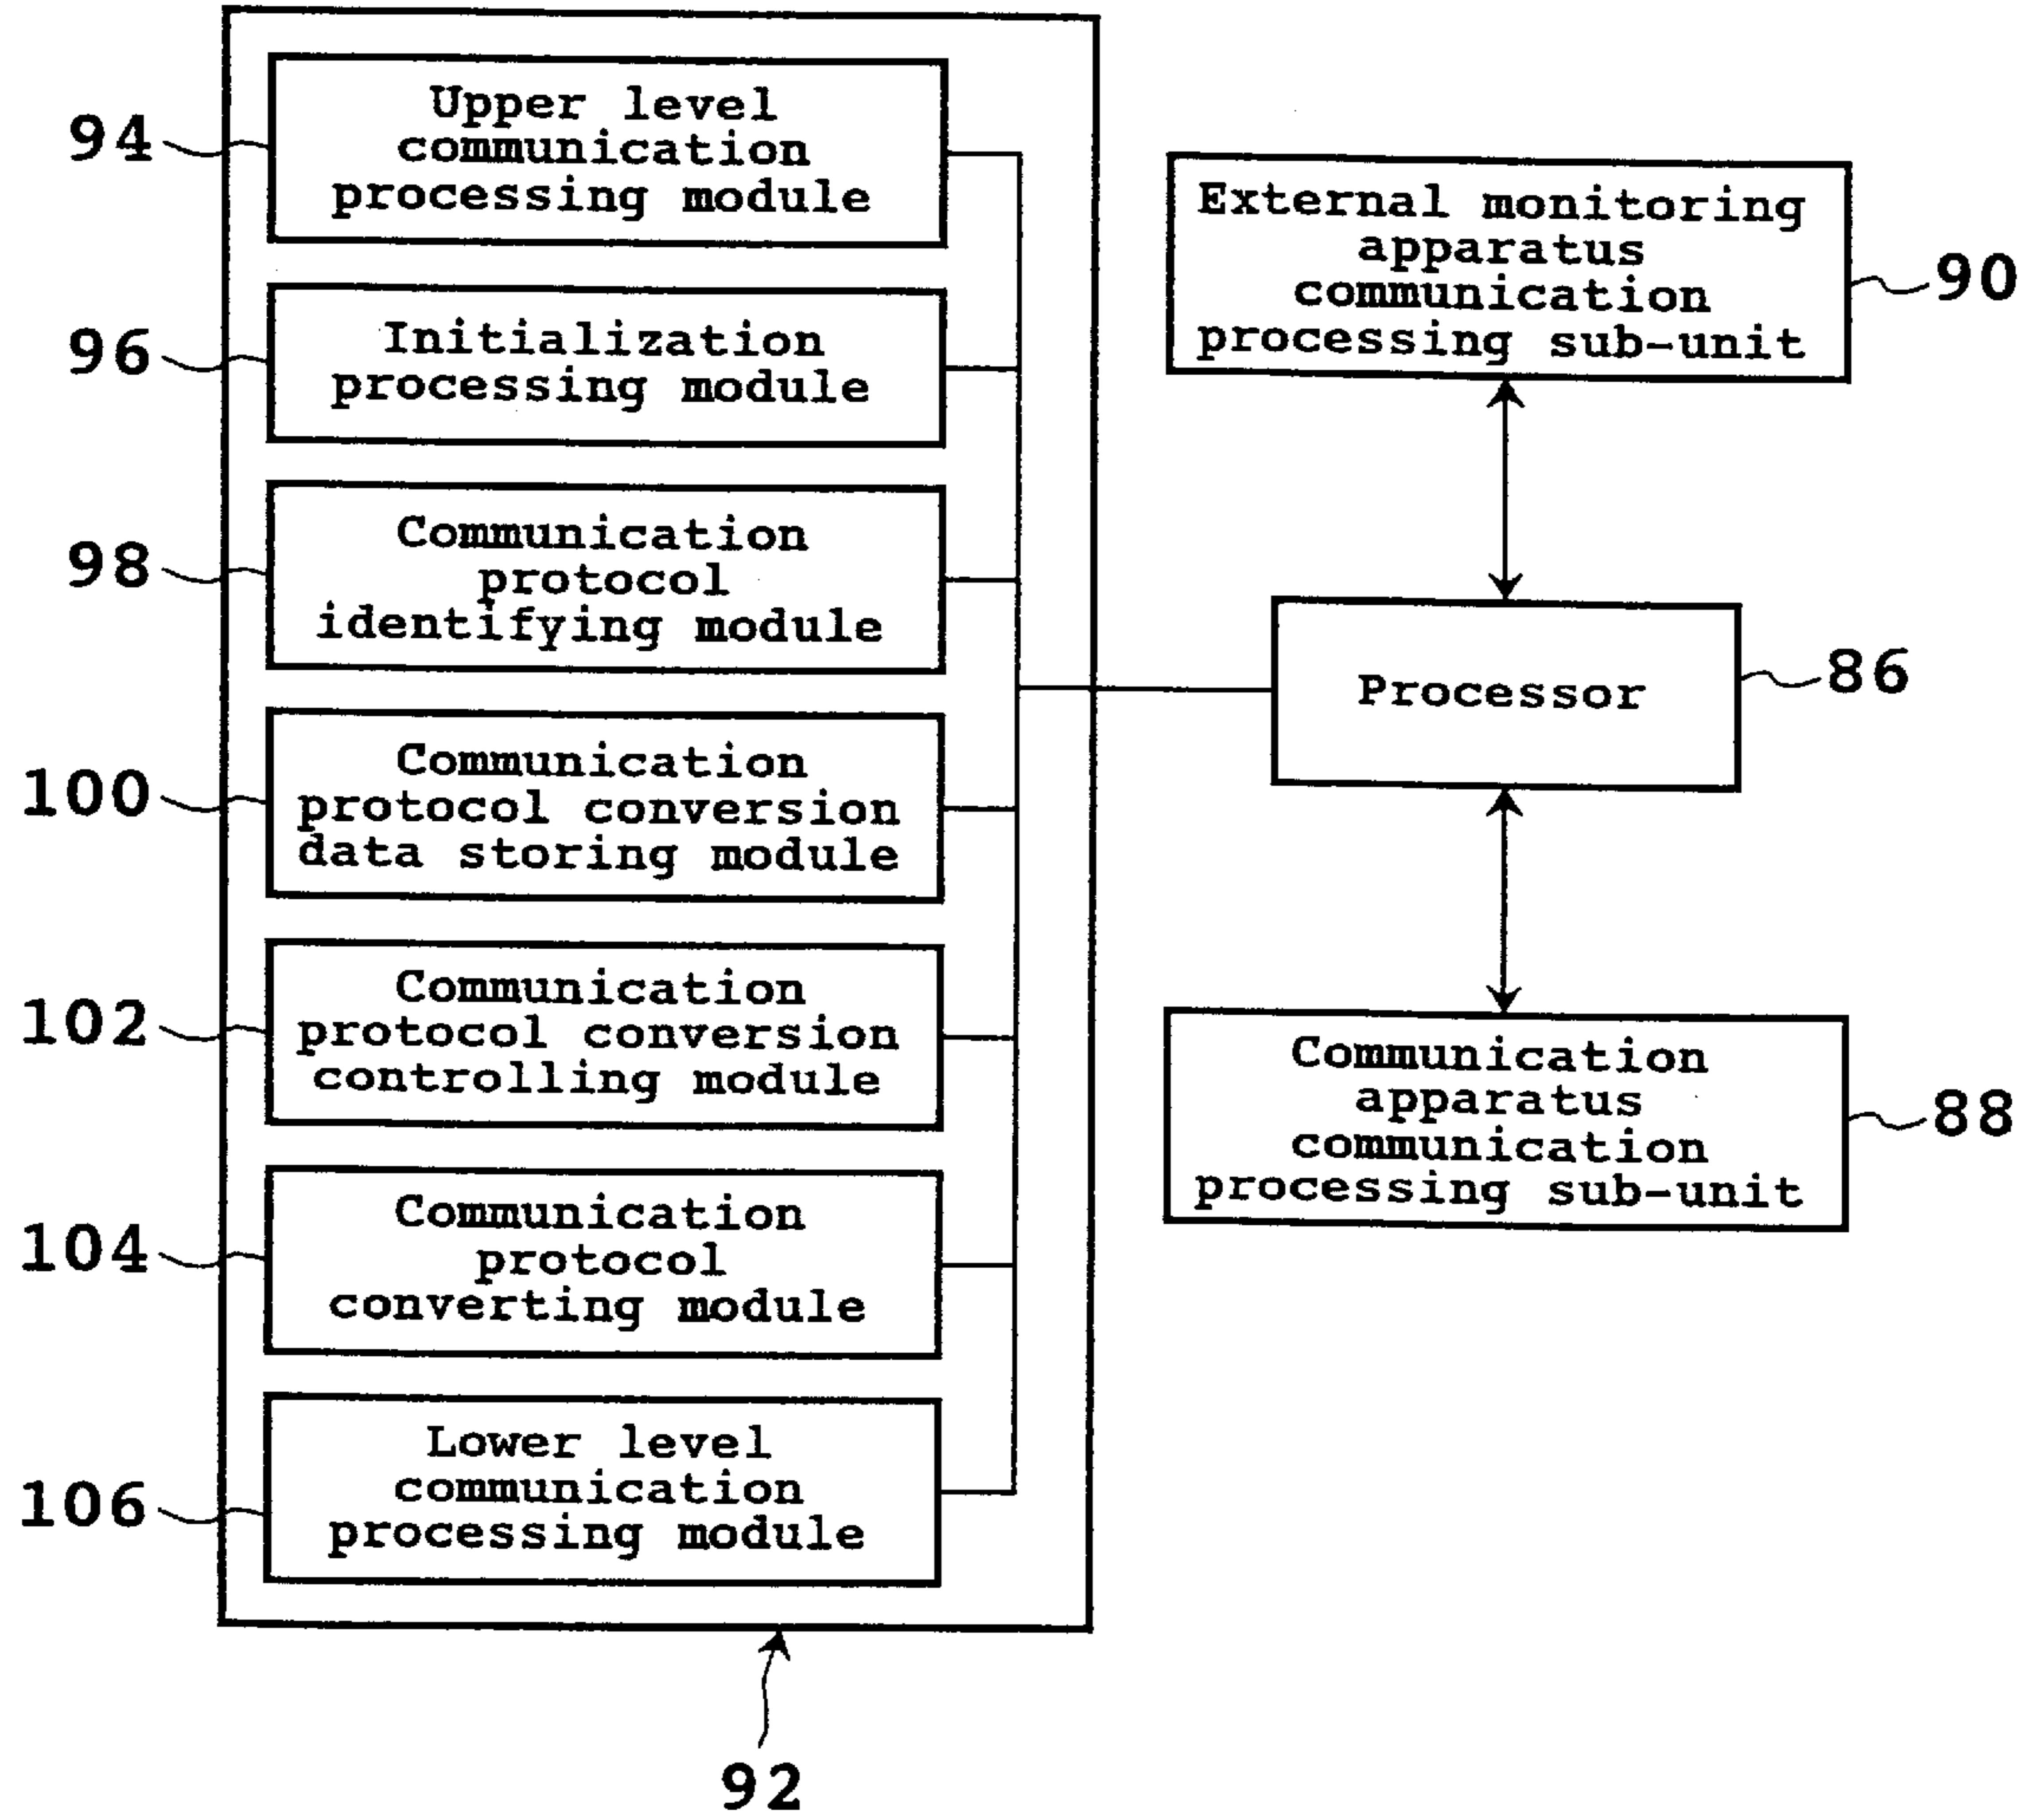 94
Upper level
communication
processing module
96
Initialization
processing module
98
Communication
protocol
identifying module
100
Communication
protocol conversion
data storing module
102
Communication
protocol conversion
controlling module
104
Communication
protocol
converting module
106
Lower level
communication
processing module
92
External monitoring
apparatus
communication
processing sub-unit
90
Processor
86
Communication
apparatus
communication
processing sub-unit
88